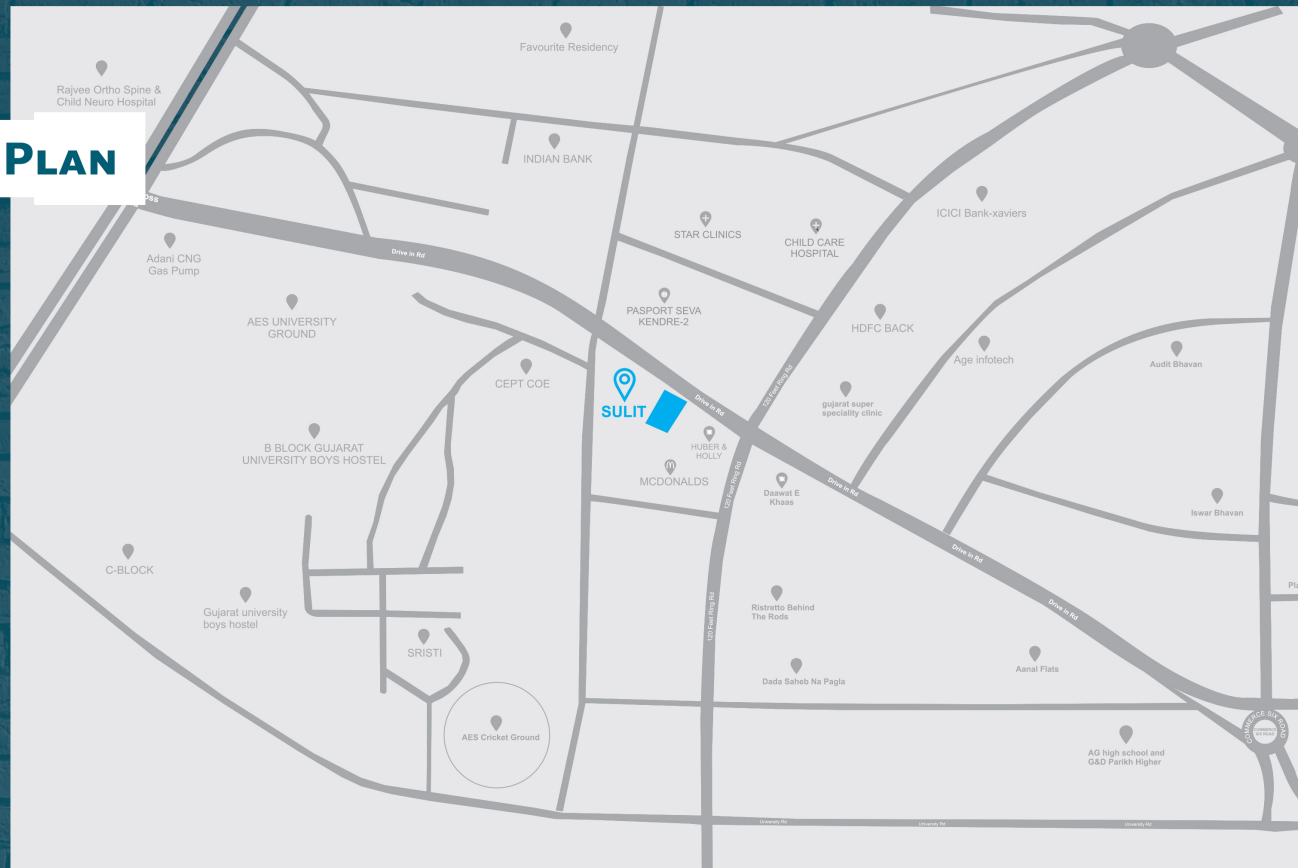 Favourite Residency
Rajvee Ortho Spine &
Child Neuro Hospital
PLAN
INDIAN BANK
ICICI Bank-xaviers
STAR CLINICS
CHILD CARE
HOSPITAL
Adani CNG
Gas Pump
Drive in Rd
AES UNIVERSITY
GROUND
PASPORT SEVA
KENDRE-2
HDFC BACK
Age infotech
Audit Bhavan
CEPT COE
SULIT
Drive in Rd
120 Feet Ring Rd
gujarat super
speciality clinic
B BLOCK GUJARAT
UNIVERSITY BOYS HOSTEL
HUBER &
HOLLY
MCDONALDS
120 Feet Ring Rd
Daawat E
Khaas
Drive in Rd
Iswar Bhavan
Drive in Rd
C-BLOCK
Gujarat university
boys hostel
Ristretto Behind
The Rods
120 Feet Ring Rd
Drive in Rd
SRISTI
Dada Saheb Na Pagla
Aanal Flats
AES Cricket Ground
COMMERCE SIX ROAD
COMMERCE
SIX ROAD
AG high school and
G&D Parikh Higher
University Rd
University Rd
University Rd